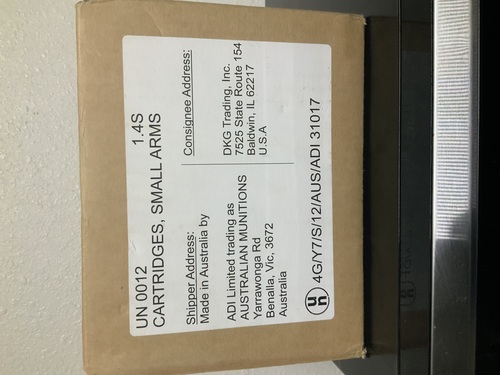 UN 0012 1.4S
CARTRIDGES, SMALL ARMS
Shipper Address:
Made in Australia by
ADI Limited trading as
AUSTRALIAN MUNITIONS
Yarrawonga Rd
Benalla, Vic, 3672
Australia
Consignee Address:
DKG Trading, Inc.
7525 State Route 154
Baldwin, IL 62217
U.S.A
un 4G/Y7/S/12/AUS/ADI 31017